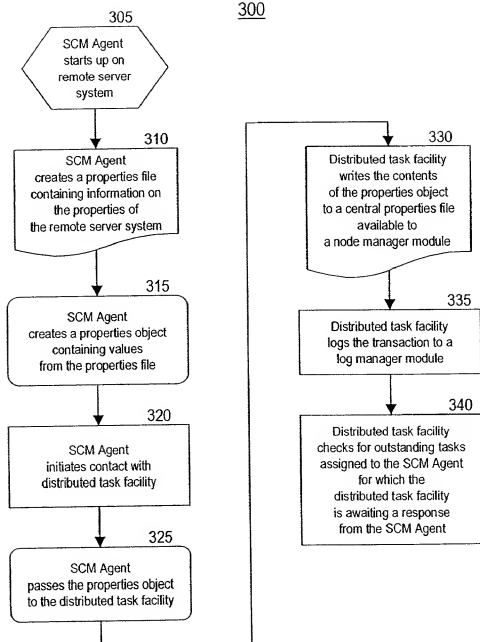 300
305
SCM Agent
starts up on
remote server
system
310
SCM Agent
creates a properties file
containing information on
the properties of
the remote server system
315
SCM Agent
creates a properties object
containing values
from the properties file
320
SCM Agent
initiates contact with
distributed task facility
325
SCM Agent
passes the properties object
to the distributed task facility
330
Distributed task facility
writes the contents
of the properties object
to a central properties file
available to
a node manager module
335
Distributed task facility
logs the transaction to a
log manager module
340
Distributed task facility
checks for outstanding tasks
assigned to the SCM Agent
for which the
distributed task facility
is awaiting a response
from the SCM Agent